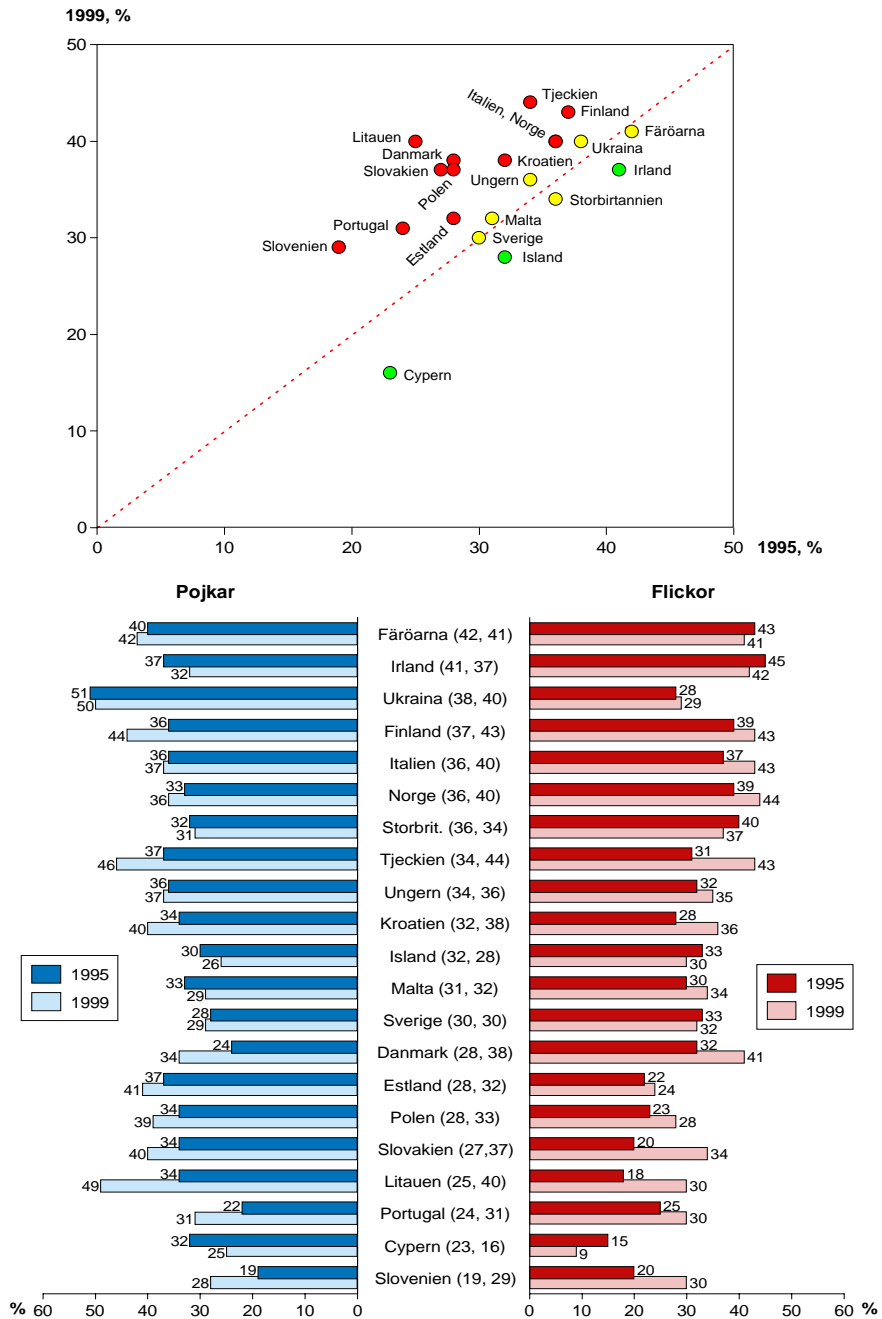 1999, %
50
40
30
20
10
0
Tjeckien
Italien, Norge
Finland
Färöarna
Litauen
Ukraina
Danmark
Kroatien
Slovakien
Irland
Polen
Ungern
Storbirtannien
Portugal
Malta
Estland
Sverige
Slovenien
Island
Cypern
0 10 20 30 40 50 1995, %
Pojkar Flickor
40 42 Färöarna (42, 41) 43 41
37 32 Irland (41, 37) 45 42
51 50 Ukraina (38, 40) 28 29
36 44 Finland (37, 43) 39 43
36 37 Italien (36, 40) 37 43
33 36 Norge (36, 40) 39 44
32 31 Storbrit. (36, 34) 40 37
37 46 Tjeckien (34, 44) 31 43
36 37 Ungern (34, 36) 32 35
34 40 Kroatien (32, 38) 28 36
30 26 Island (32, 28) 33 30
33 29 Malta (31, 32) 30 34
28 29 Sverige (30, 30) 33 32
24 34 Danmark (28, 38) 32 41
37 41 Estland (28, 32) 22 24
34 39 Polen (28, 33) 23 28
34 40 Slovakien (27,37) 20 34
34 49 Litauen (25, 40) 18 30
22 31 Portugal (24, 31) 25 30
32 25 Cypern (23, 16) 15 9
19 28 Slovenien (19, 29) 20 30
1995
1999
1995
1999
% 60 50 40 30 20 10 0 0 10 20 30 40 50 60 %